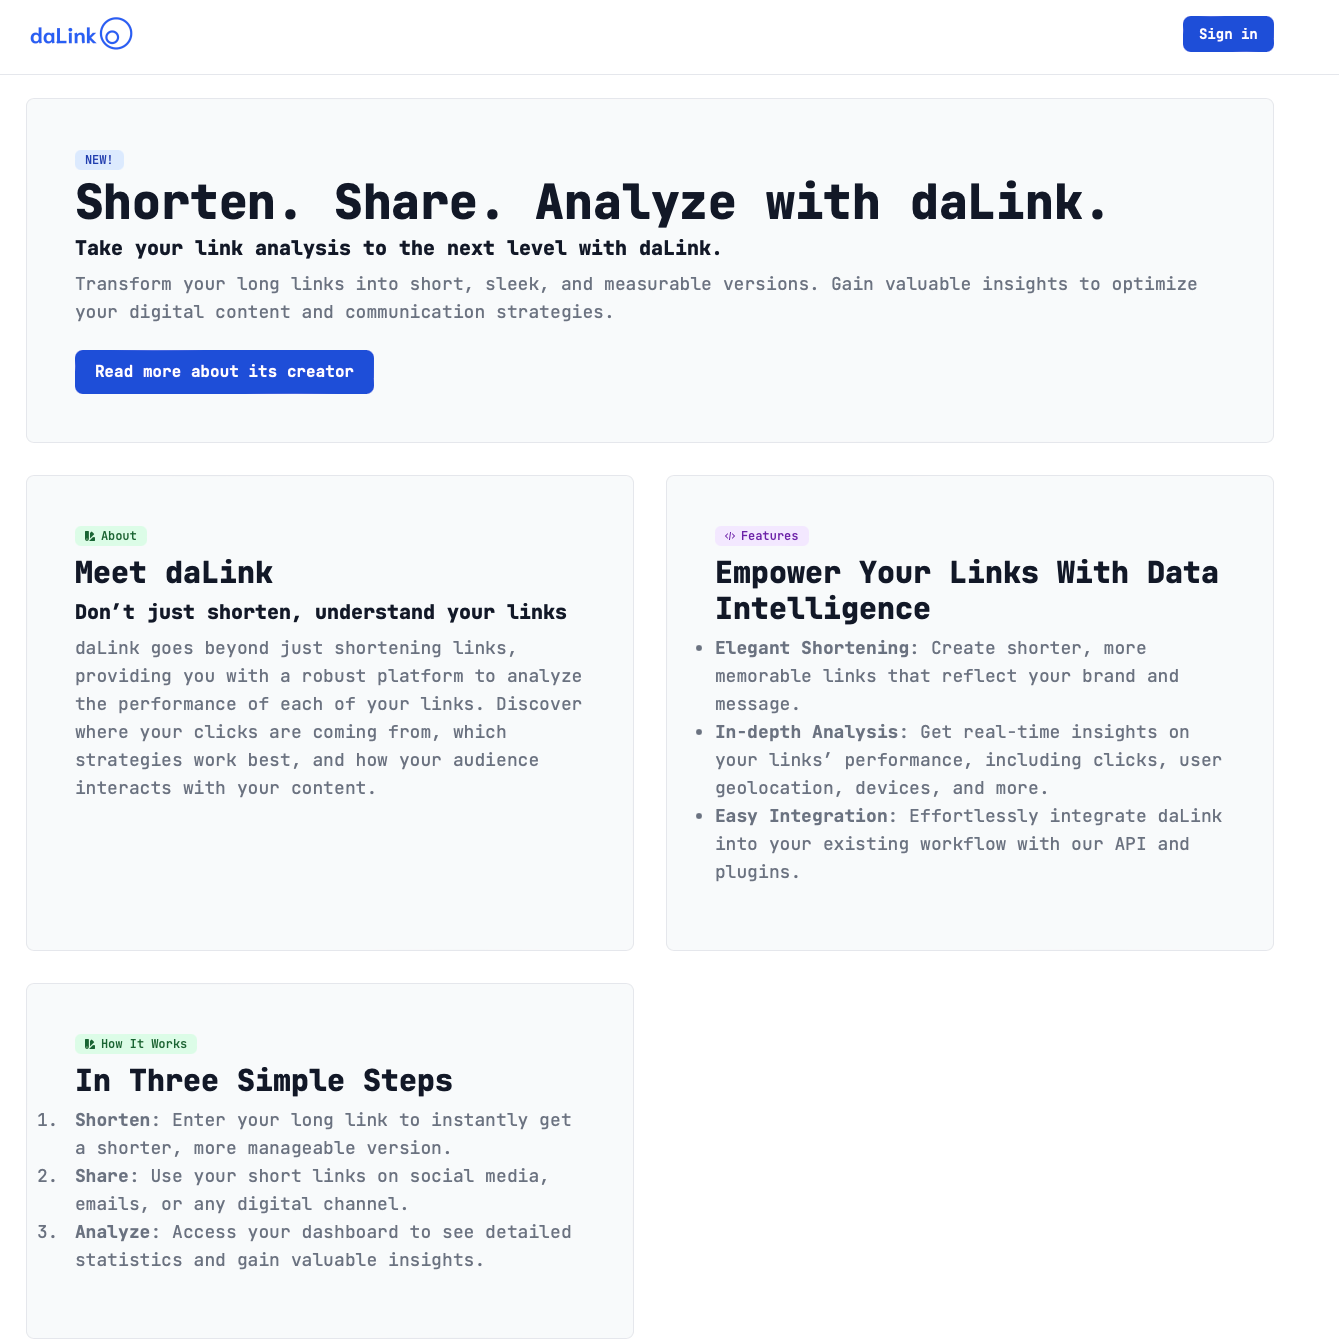 daLink
Sign in
NEW!
Shorten. Share. Analyze with daLink.
Take your link analysis to the next level with daLink.
Transform your long links into short, sleek, and measurable versions. Gain valuable insights to optimize
your digital content and communication strategies.
Read more about its creator
About
Meet daLink
Don’t just shorten, understand your links
daLink goes beyond just shortening links,
providing you with a robust platform to analyze
the performance of each of your links. Discover
where your clicks are coming from, which
strategies work best, and how your audience
interacts with your content.
Features
Empower Your Links With Data
Intelligence
• Elegant Shortening: Create shorter, more
memorable links that reflect your brand and
message.
• In-depth Analysis: Get real-time insights on
your links’ performance, including clicks, user
geolocation, devices, and more.
• Easy Integration: Effortlessly integrate daLink
into your existing workflow with our API and
plugins.
How It Works
In Three Simple Steps
1. Shorten: Enter your long link to instantly get
a shorter, more manageable version.
2. Share: Use your short links on social media,
emails, or any digital channel.
3. Analyze: Access your dashboard to see detailed
statistics and gain valuable insights.